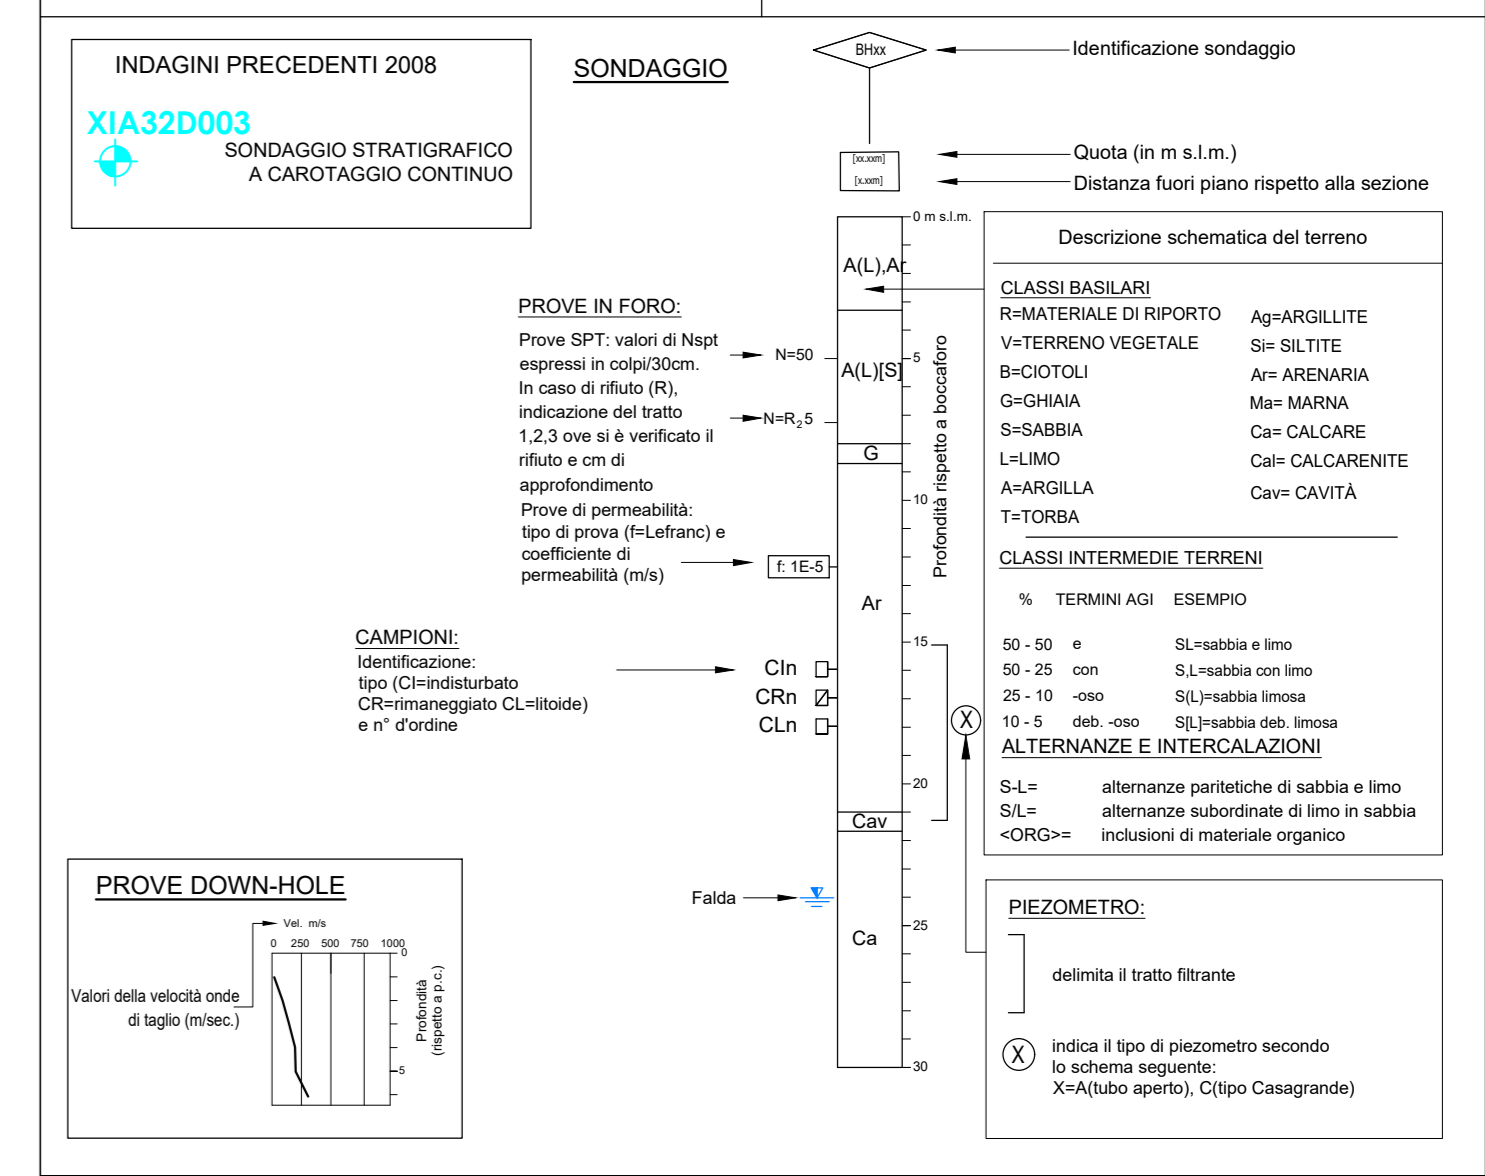 INDAGINI PRECEDENTI 2008
XIA32D003
SONDAGGIO STRATIGRAFICO
A CAROTAGGIO CONTINUO
SONDAGGIO
BHxx
Identificazione sondaggio
[xx.xxm]
Quota (in m s.l.m.)
[x.xxm]
Distanza fuori piano rispetto alla sezione
0 m s.l.m.
A(L),Ar
5
A(L)[S]
G
10
Ar
15
20
Cav
25
Ca
30
Profondità rispetto a boccaforo
PROVE IN FORO:
Prove SPT: valori di Nspt
espressi in colpi/30cm.
In caso di rifiuto (R),
indicazione del tratto
1,2,3 ove si è verificato il
rifiuto e cm di
approfondimento
Prove di permeabilità:
tipo di prova (f=Lefranc) e
coefficiente di
permeabilità (m/s)
N=50
N=R₂5
f: 1E-5
CAMPIONI:
Identificazione:
tipo (CI=indisturbato
CR=rimaneggiato CL=litoide)
e n° d'ordine
CIn
CRn
CLn
X
Falda
Descrizione schematica del terreno
CLASSI BASILARI
R=MATERIALE DI RIPORTO
V=TERRENO VEGETALE
B=CIOTOLI
G=GHIAIA
S=SABBIA
L=LIMO
A=ARGILLA
T=TORBA
Ag=ARGILLITE
Si= SILTITE
Ar= ARENARIA
Ma= MARNA
Ca= CALCARE
Cal= CALCARENITE
Cav= CAVITÀ
CLASSI INTERMEDIE TERRENI
% TERMINI AGI ESEMPIO
50 - 50 e SL=sabbia e limo
50 - 25 con S,L=sabbia con limo
25 - 10 -oso S(L)=sabbia limosa
10 - 5 deb. -oso S[L]=sabbia deb. limosa
ALTERNANZE E INTERCALAZIONI
S-L= alternanze paritetiche di sabbia e limo
S/L= alternanze subordinate di limo in sabbia
<ORG>= inclusioni di materiale organico
PIEZOMETRO:
delimita il tratto filtrante
X
indica il tipo di piezometro secondo
lo schema seguente:
X=A(tubo aperto), C(tipo Casagrande)
PROVE DOWN-HOLE
Vel. m/s
0 250 500 750 1000
0
5
Profondità
(rispetto a p.c.)
Valori della velocità onde
di taglio (m/sec.)